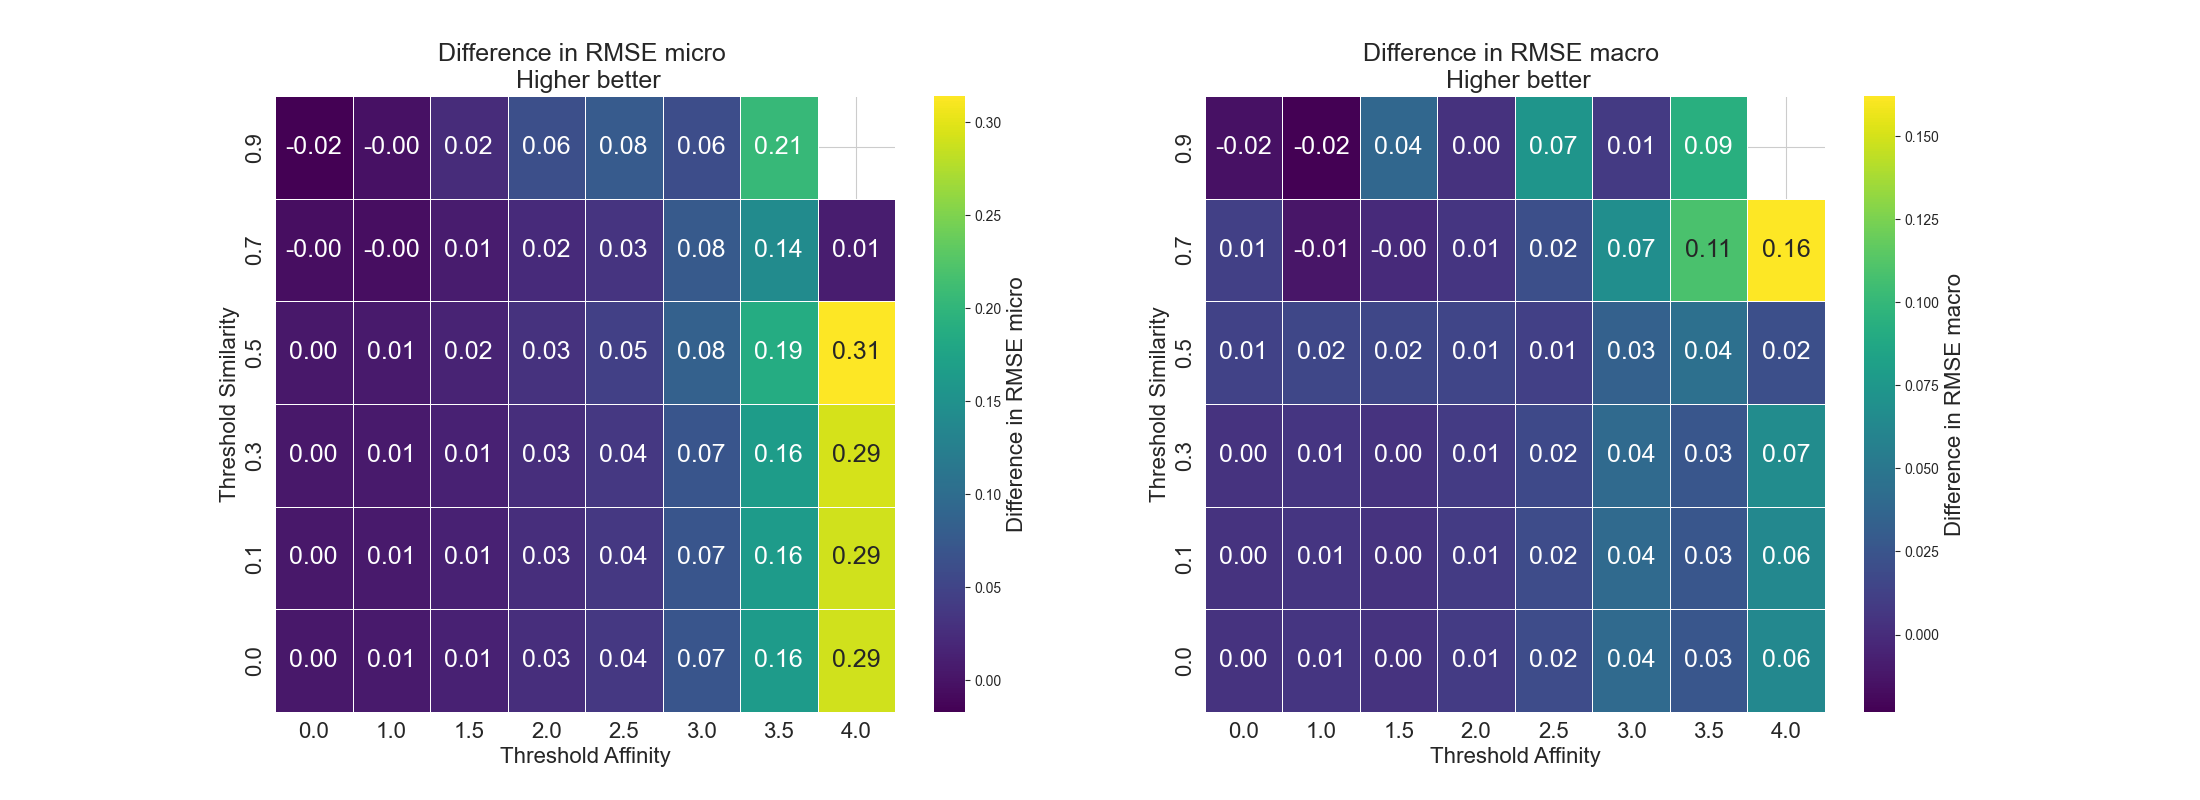 Difference in RMSE micro
Higher better
0.9 -0.02 -0.00 0.02 0.06 0.08 0.06 0.21
0.7 -0.00 -0.00 0.01 0.02 0.03 0.08 0.14 0.01
0.5 0.00 0.01 0.02 0.03 0.05 0.08 0.19 0.31
0.3 0.00 0.01 0.01 0.03 0.04 0.07 0.16 0.29
0.1 0.00 0.01 0.01 0.03 0.04 0.07 0.16 0.29
0.0 0.00 0.01 0.01 0.03 0.04 0.07 0.16 0.29
0.0 1.0 1.5 2.0 2.5 3.0 3.5 4.0
Threshold Affinity
Threshold Similarity
0.30
0.25
0.20
0.15
0.10
0.05
0.00
Difference in RMSE micro
Difference in RMSE macro
Higher better
0.9 -0.02 -0.02 0.04 0.00 0.07 0.01 0.09
0.7 0.01 -0.01 -0.00 0.01 0.02 0.07 0.11 0.16
0.5 0.01 0.02 0.02 0.01 0.01 0.03 0.04 0.02
0.3 0.00 0.01 0.00 0.01 0.02 0.04 0.03 0.07
0.1 0.00 0.01 0.00 0.01 0.02 0.04 0.03 0.06
0.0 0.00 0.01 0.00 0.01 0.02 0.04 0.03 0.06
0.0 1.0 1.5 2.0 2.5 3.0 3.5 4.0
Threshold Affinity
Threshold Similarity
0.150
0.125
0.100
0.075
0.050
0.025
0.000
Difference in RMSE macro